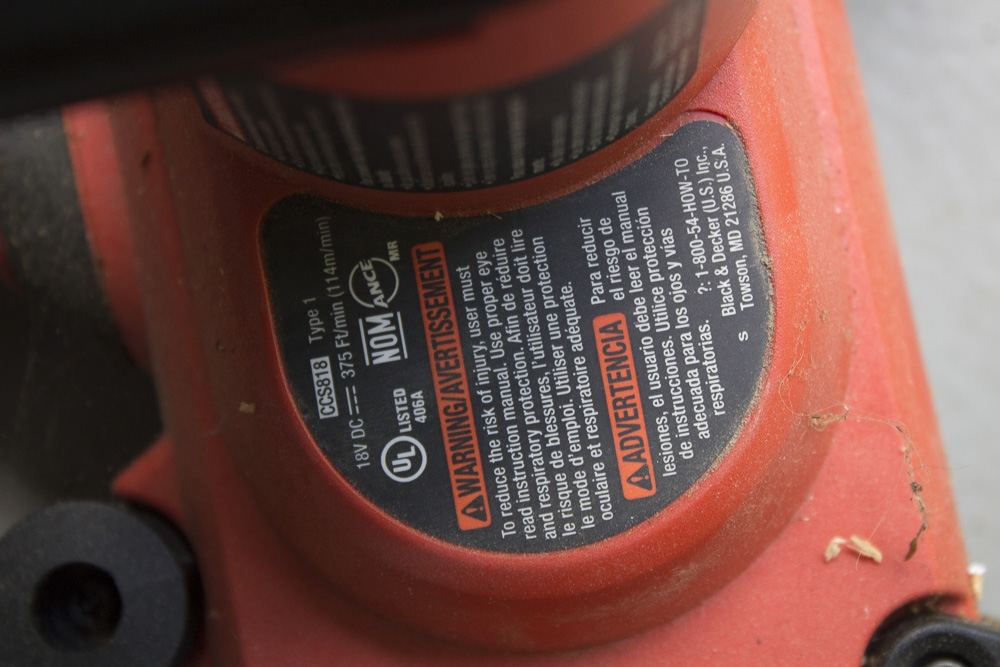 CCS818 Type 1
18V DC ⎓ 375 Ft/min (114m/min)
UL LISTED
406A
NOM ANCE MR
⚠WARNING/AVERTISSEMENT
To reduce the risk of injury, user must
read instruction manual. Use proper eye
and respiratory protection. Afin de réduire
le risque de blessures, l'utilisateur doit lire
le mode d'emploi. Utiliser une protection
oculaire et respiratoire adéquate.
⚠ADVERTENCIA Para reducir
el riesgo de
lesiones, el usuario debe leer el manual
de instrucciones. Utilice protección
adecuada para los ojos y vías
respiratorias. ?: 1-800-54-HOW-TO
Black & Decker (U.S.) Inc.,
S Towson, MD 21286 U.S.A.